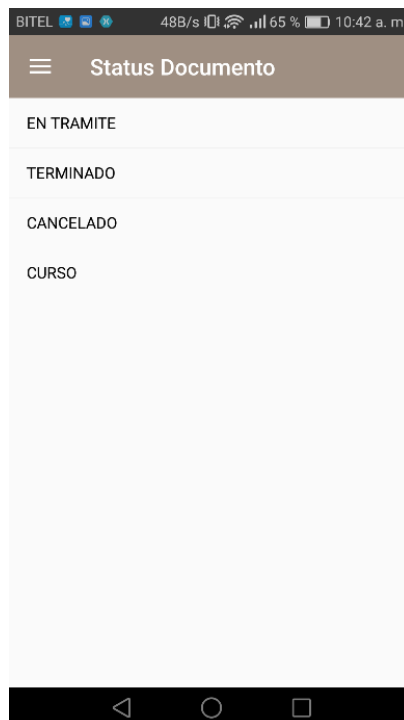 BITEL 48B/s 65 % 10:42 a. m
Status Documento
EN TRAMITE
TERMINADO
CANCELADO
CURSO